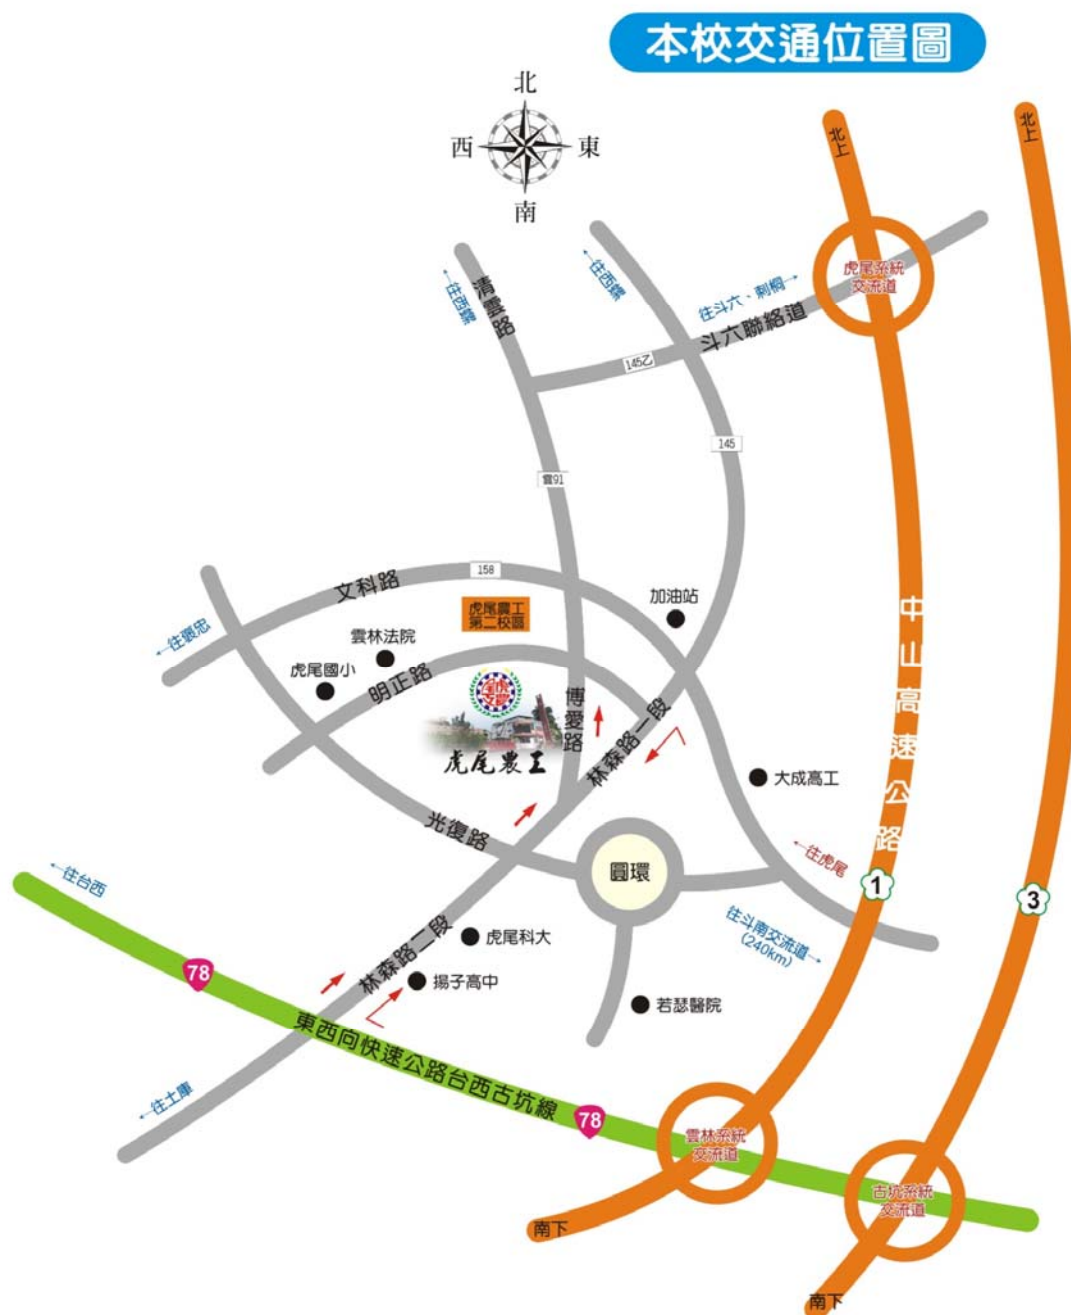 本校交通位置圖
北
西
東
南
北上
北上
虎尾系統
交流道
←往西螺
清雲路
←往西螺
往斗六、刺桐→
斗六聯絡道
145乙
145
雲91
158
文科路
虎尾農工
第二校區
加油站
雲林法院
虎尾國小
←往褒忠
明正路
博愛路
林森路一段
虎尾農工
中山高速公路
大成高工
光復路
圓環
←往虎尾
1
3
←往台西
往斗南交流道→
(240km)
虎尾科大
林森路二段
揚子高中
78
若瑟醫院
東西向快速公路台西古坑線
←往土庫
78
雲林系統
交流道
古坑系統
交流道
南下
南下